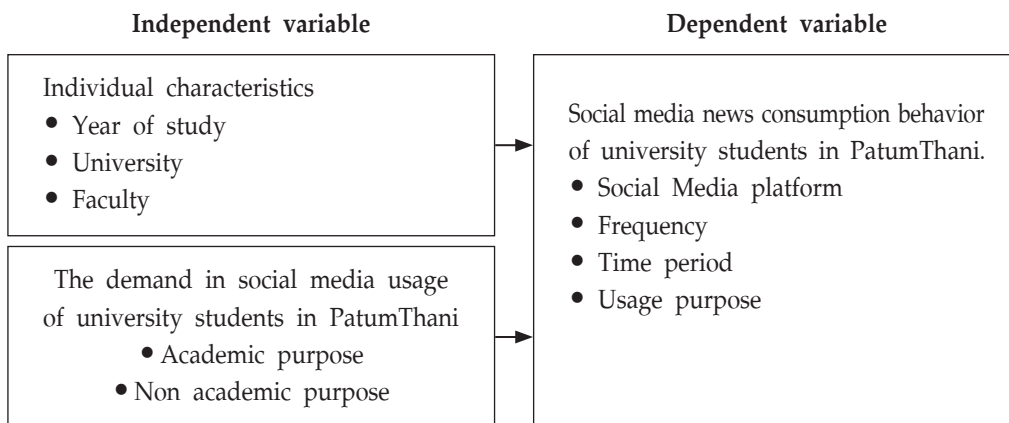 Independent variable
Individual characteristics
• Year of study
• University
• Faculty
The demand in social media usage
of university students in PatumThani
• Academic purpose
• Non academic purpose
Dependent variable
Social media news consumption behavior
of university students in PatumThani.
• Social Media platform
• Frequency
• Time period
• Usage purpose